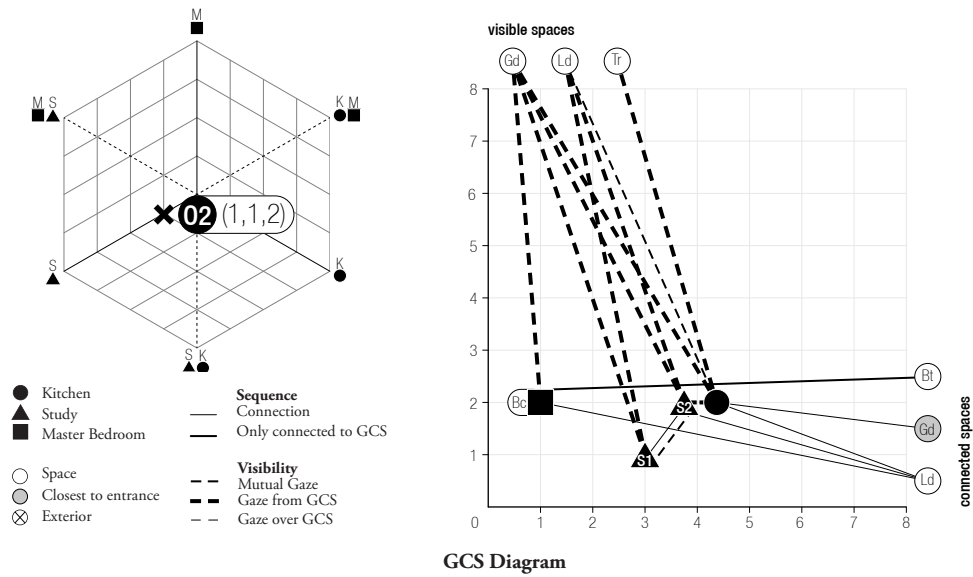 M
M S
K M
02 (1,1,2)
S
K
S K
Kitchen
Study
Master Bedroom
Space
Closest to entrance
Exterior
Sequence
Connection
Only connected to GCS
Visibility
Mutual Gaze
Gaze from GCS
Gaze over GCS
visible spaces
Gd Ld Tr
8
7
6
5
4
3
2
1
0 1 2 3 4 5 6 7 8
Bc
S2
S1
Bt
Gd
Ld
connected spaces
GCS Diagram